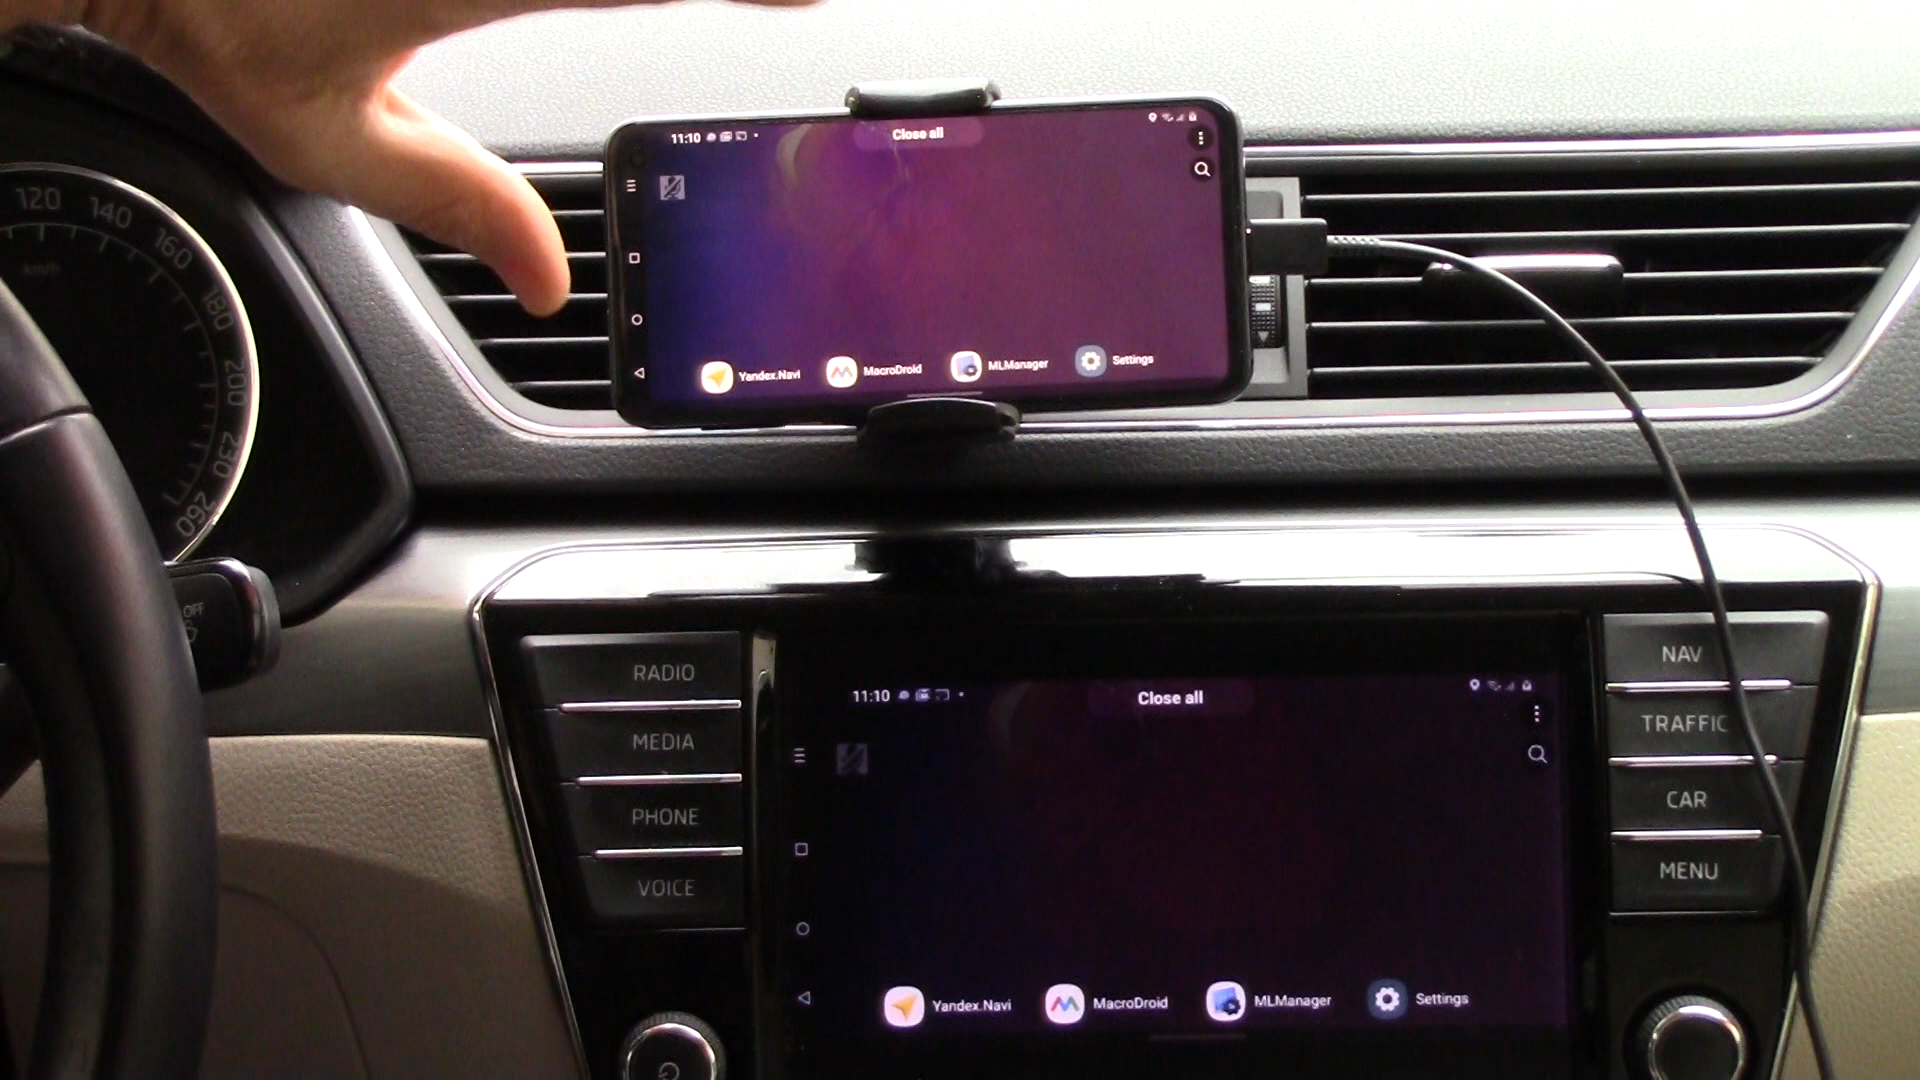 120
140
160
180
200
230
260
km/h
OFF
11:10
Close all
Yandex.Navi
MacroDroid
MLManager
Settings
RADIO
MEDIA
PHONE
VOICE
11:10
Close all
Yandex.Navi
MacroDroid
MLManager
Settings
NAV
TRAFFIC
CAR
MENU